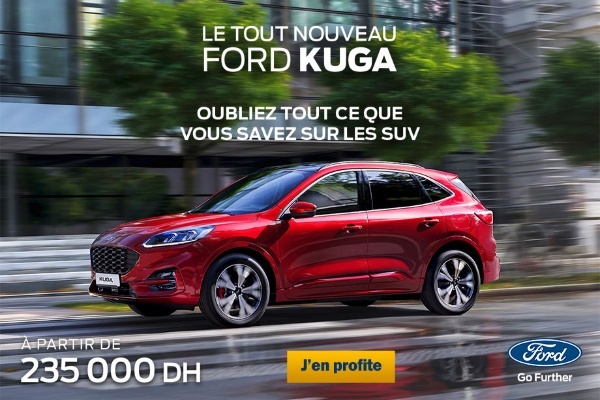 LE TOUT NOUVEAU
FORD KUGA
OUBLIEZ TOUT CE QUE
VOUS SAVEZ SUR LES SUV
KUGA
À PARTIR DE
235 000 DH
J'en profite
Ford
Go Further